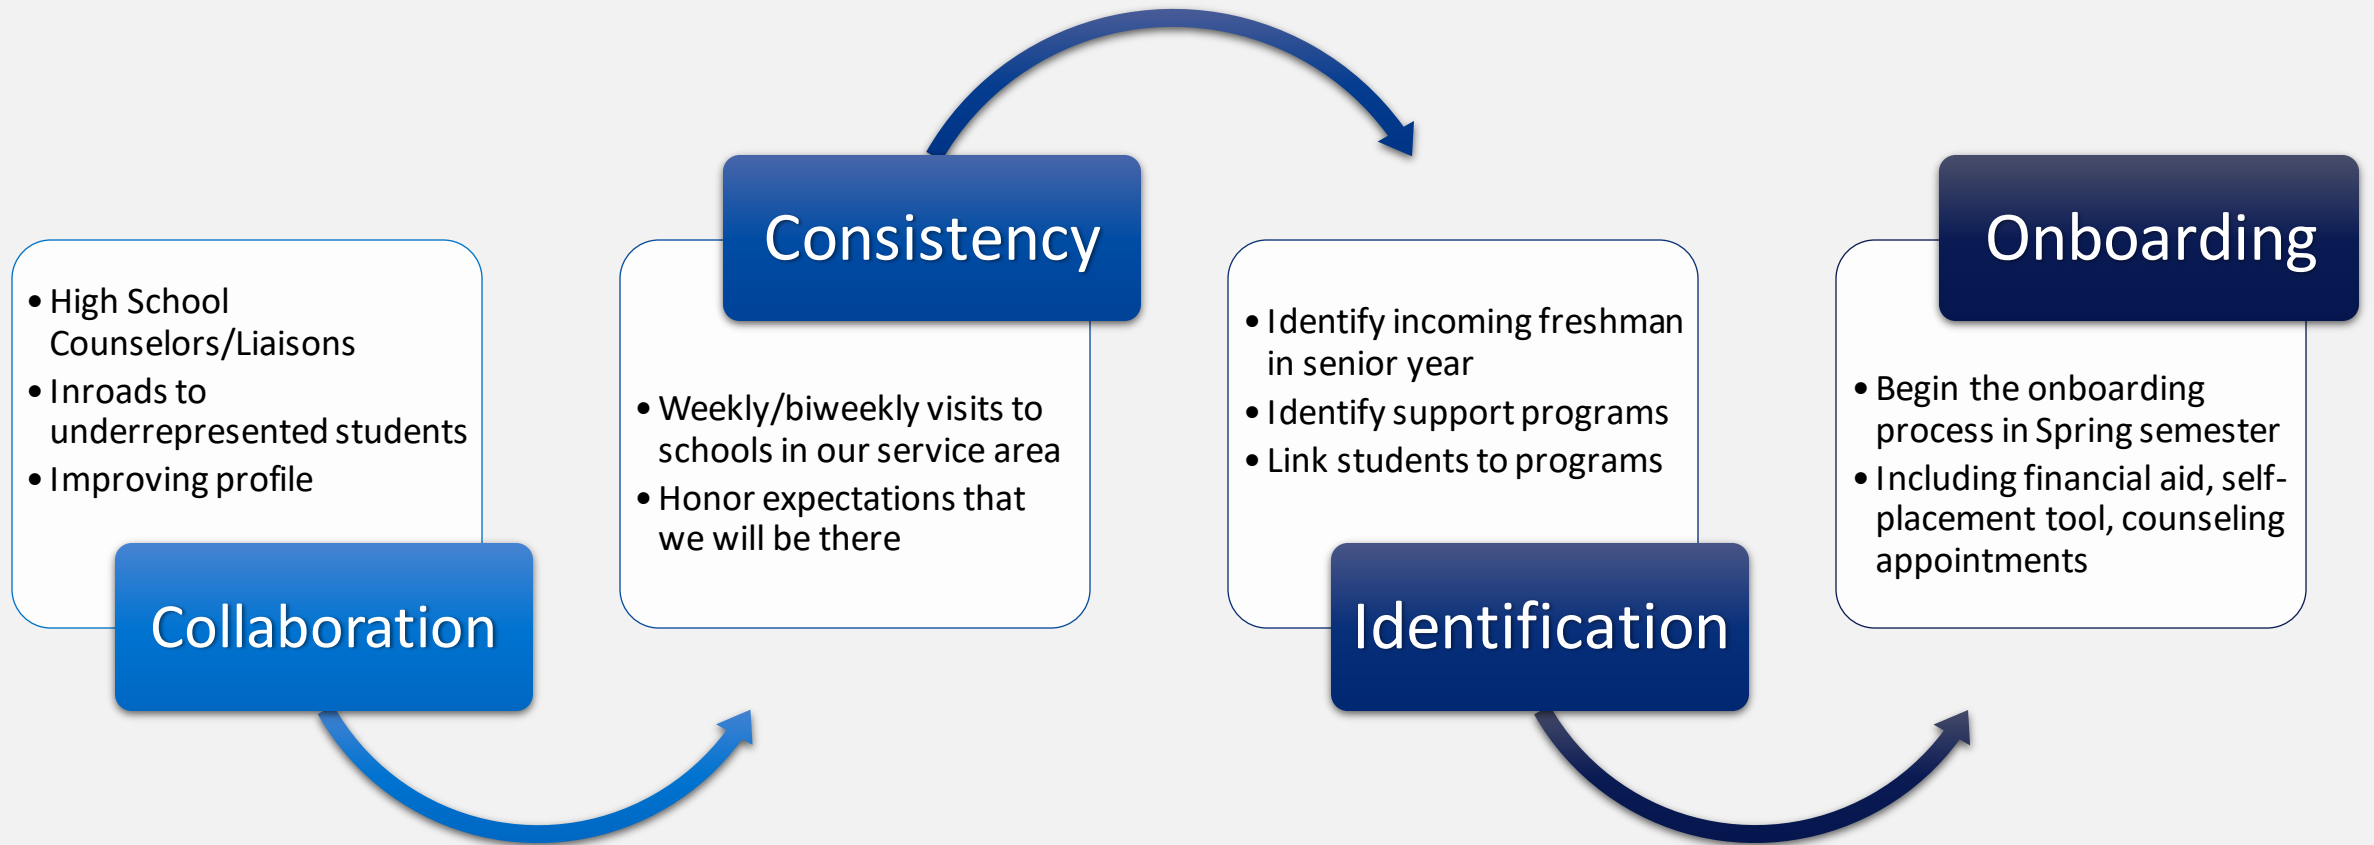 • High School
Counselors/Liaisons
• Inroads to
underrepresented students
• Improving profile
Collaboration
Consistency
• Weekly/biweekly visits to
schools in our service area
• Honor expectations that
we will be there
• Identify incoming freshman
in senior year
• Identify support programs
• Link students to programs
Identification
Onboarding
• Begin the onboarding
process in Spring semester
• Including financial aid, self-
placement tool, counseling
appointments